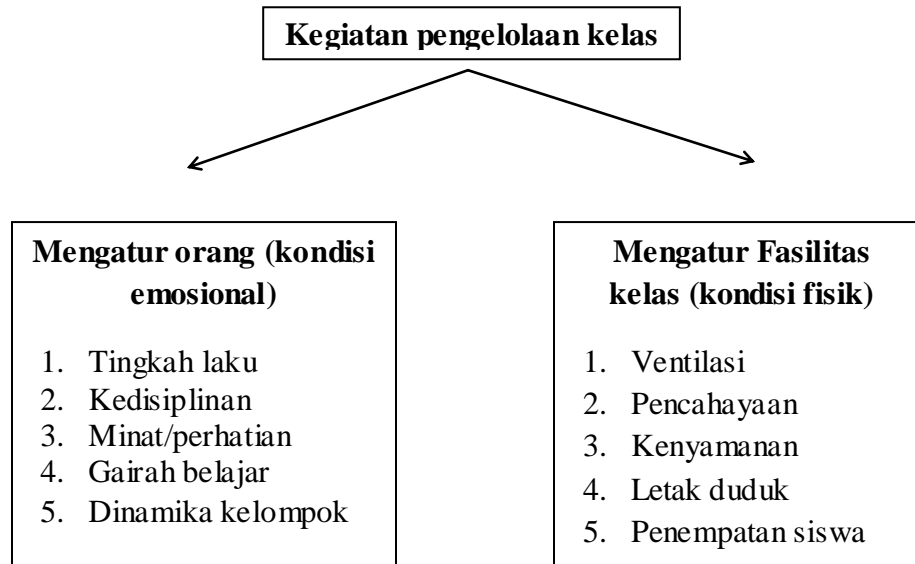 Kegiatan pengelolaan kelas
Mengatur orang (kondisi
emosional)
1. Tingkah laku
2. Kedisiplinan
3. Minat/perhatian
4. Gairah belajar
5. Dinamika kelompok
Mengatur Fasilitas
kelas (kondisi fisik)
1. Ventilasi
2. Pencahayaan
3. Kenyamanan
4. Letak duduk
5. Penempatan siswa